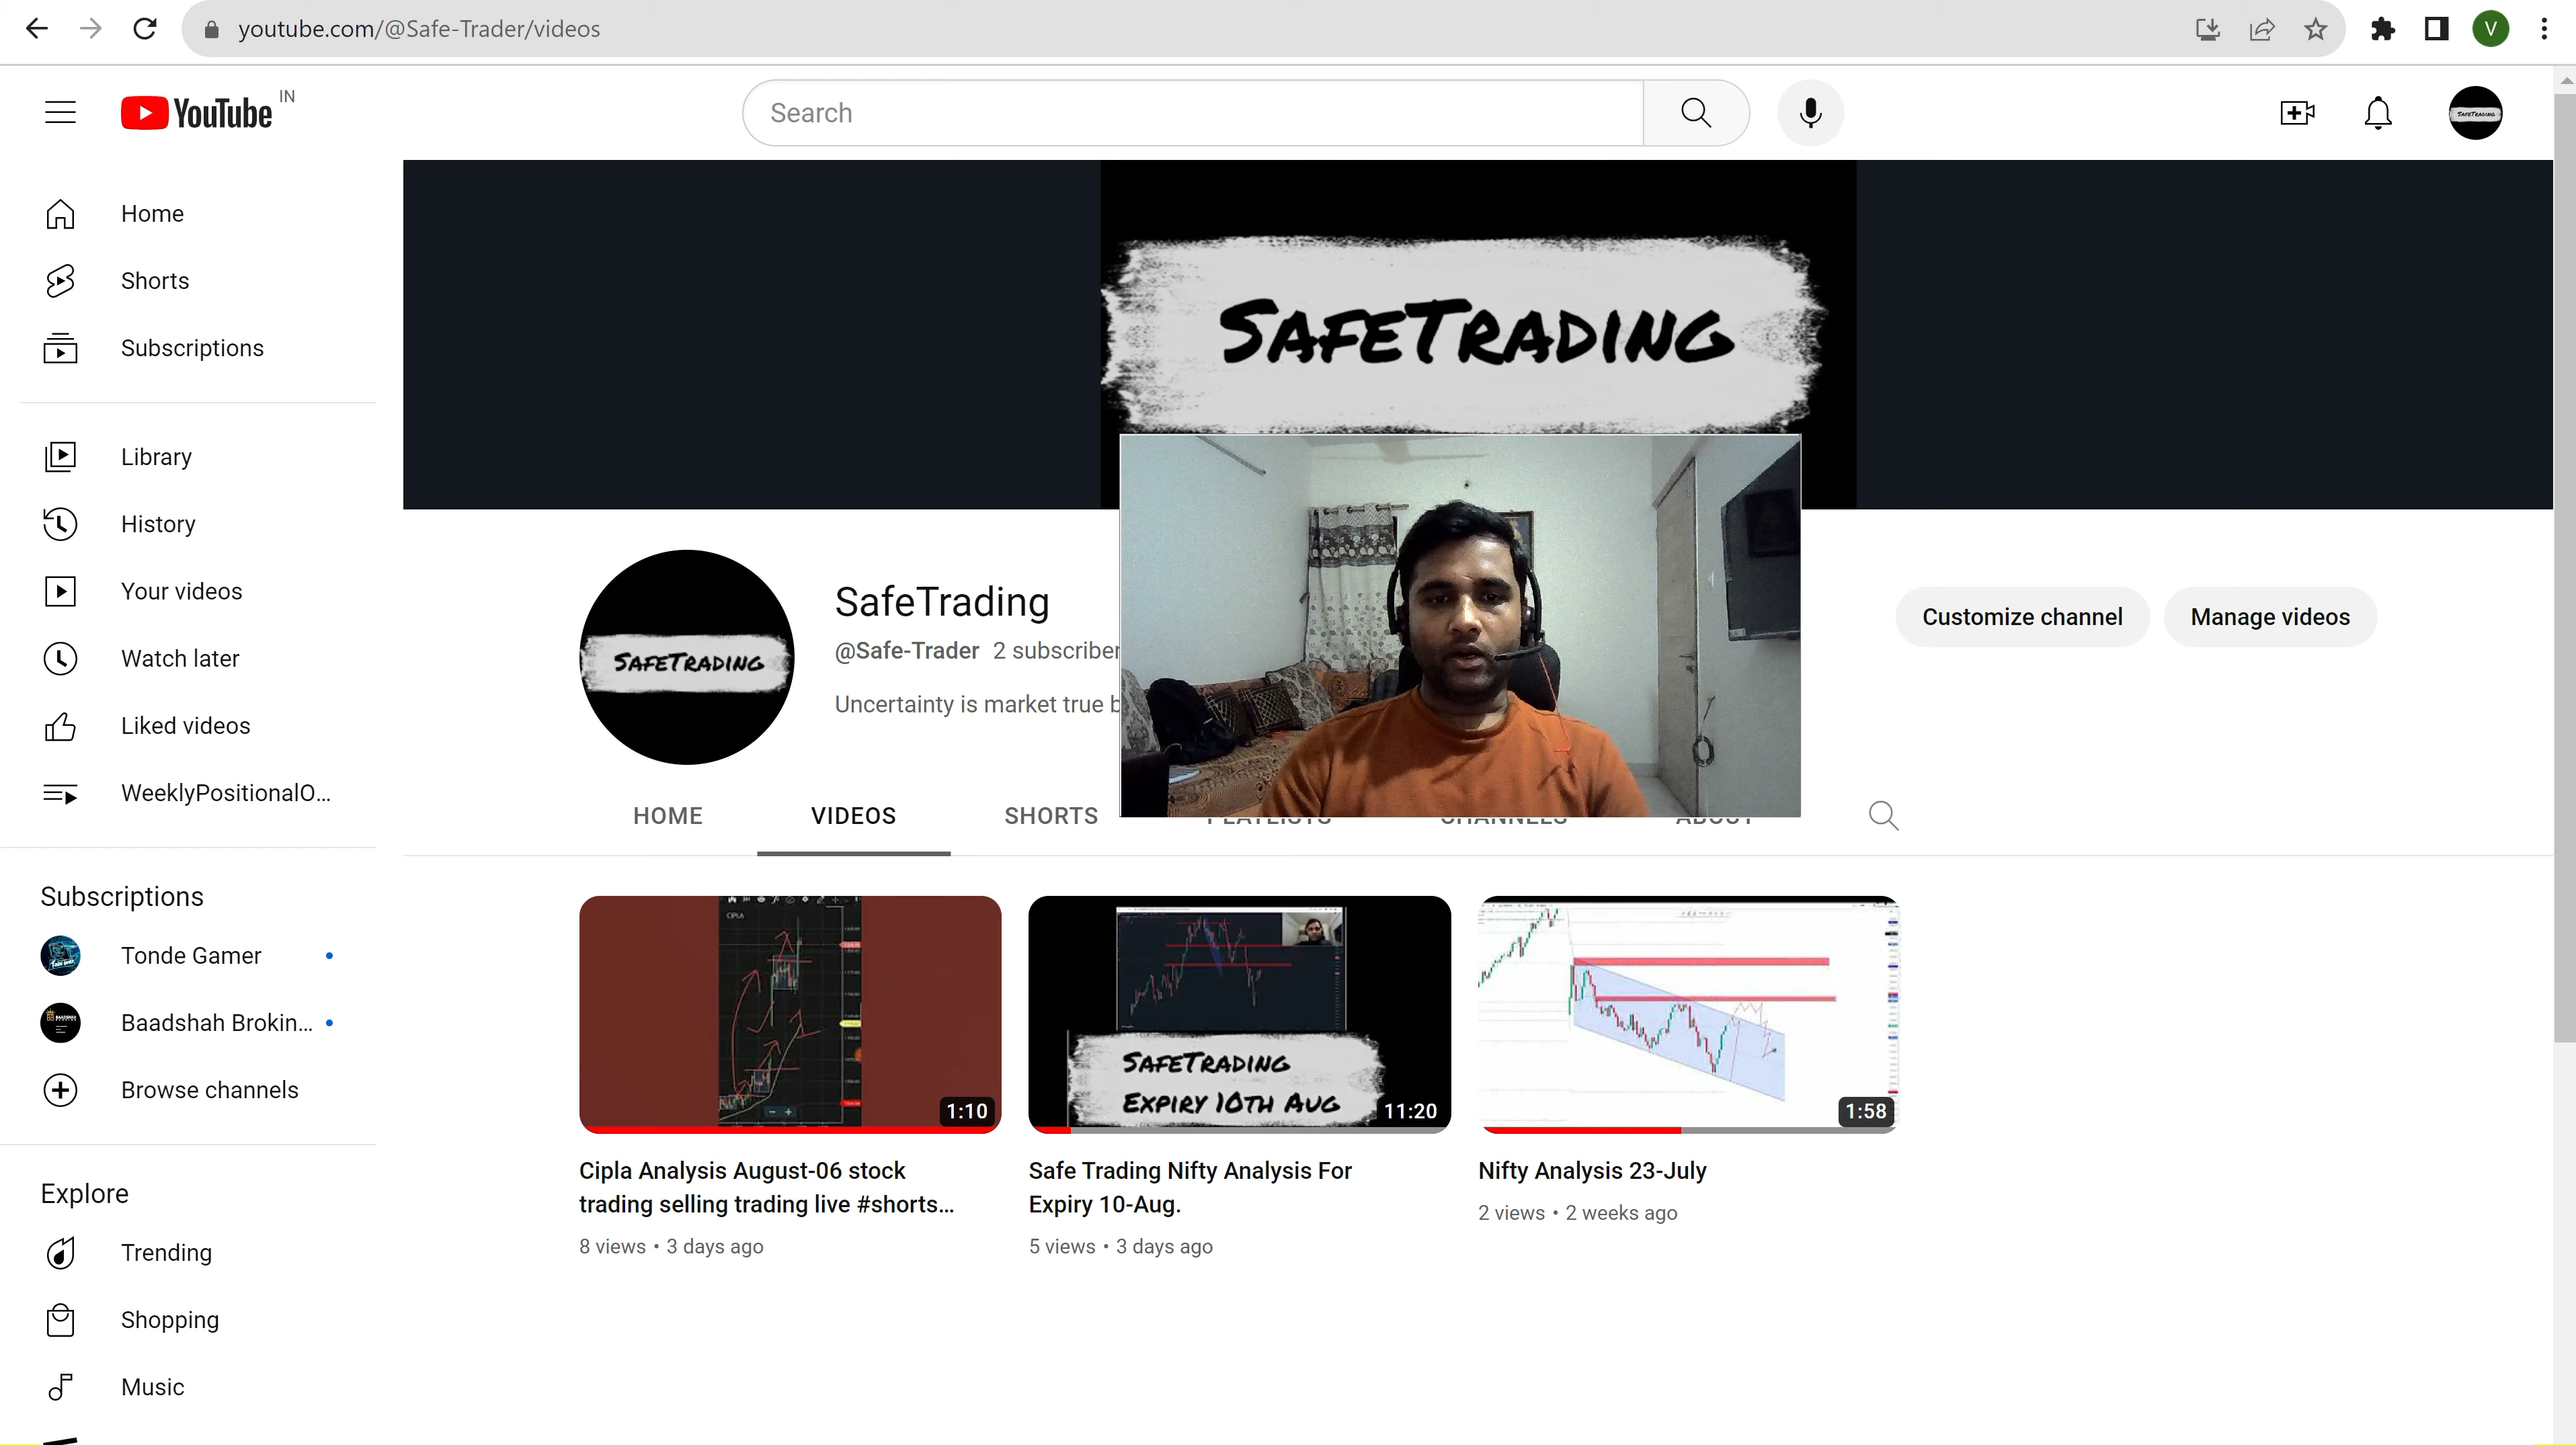 youtube.com/@Safe-Trader/videos
V
YouTube IN
Search
SafeTrading
Home
Shorts
Subscriptions
Library
History
Your videos
Watch later
Liked videos
WeeklyPositionalO...
Subscriptions
Tonde Gamer
Baadshah Brokin...
Browse channels
Explore
Trending
Shopping
Music
SAFETRADING
SAFETRADING
SafeTrading
@Safe-Trader 2 subscriber
Uncertainty is market true
Customize channel
Manage videos
HOME
VIDEOS
SHORTS
PLAYLISTS
CHANNELS
ABOUT
CIPLA
1:10
Cipla Analysis August-06 stock
trading selling trading live #shorts...
8 views • 3 days ago
SAFETRADING
EXPIRY 10TH AUG
11:20
Safe Trading Nifty Analysis For
Expiry 10-Aug.
5 views • 3 days ago
1:58
Nifty Analysis 23-July
2 views • 2 weeks ago